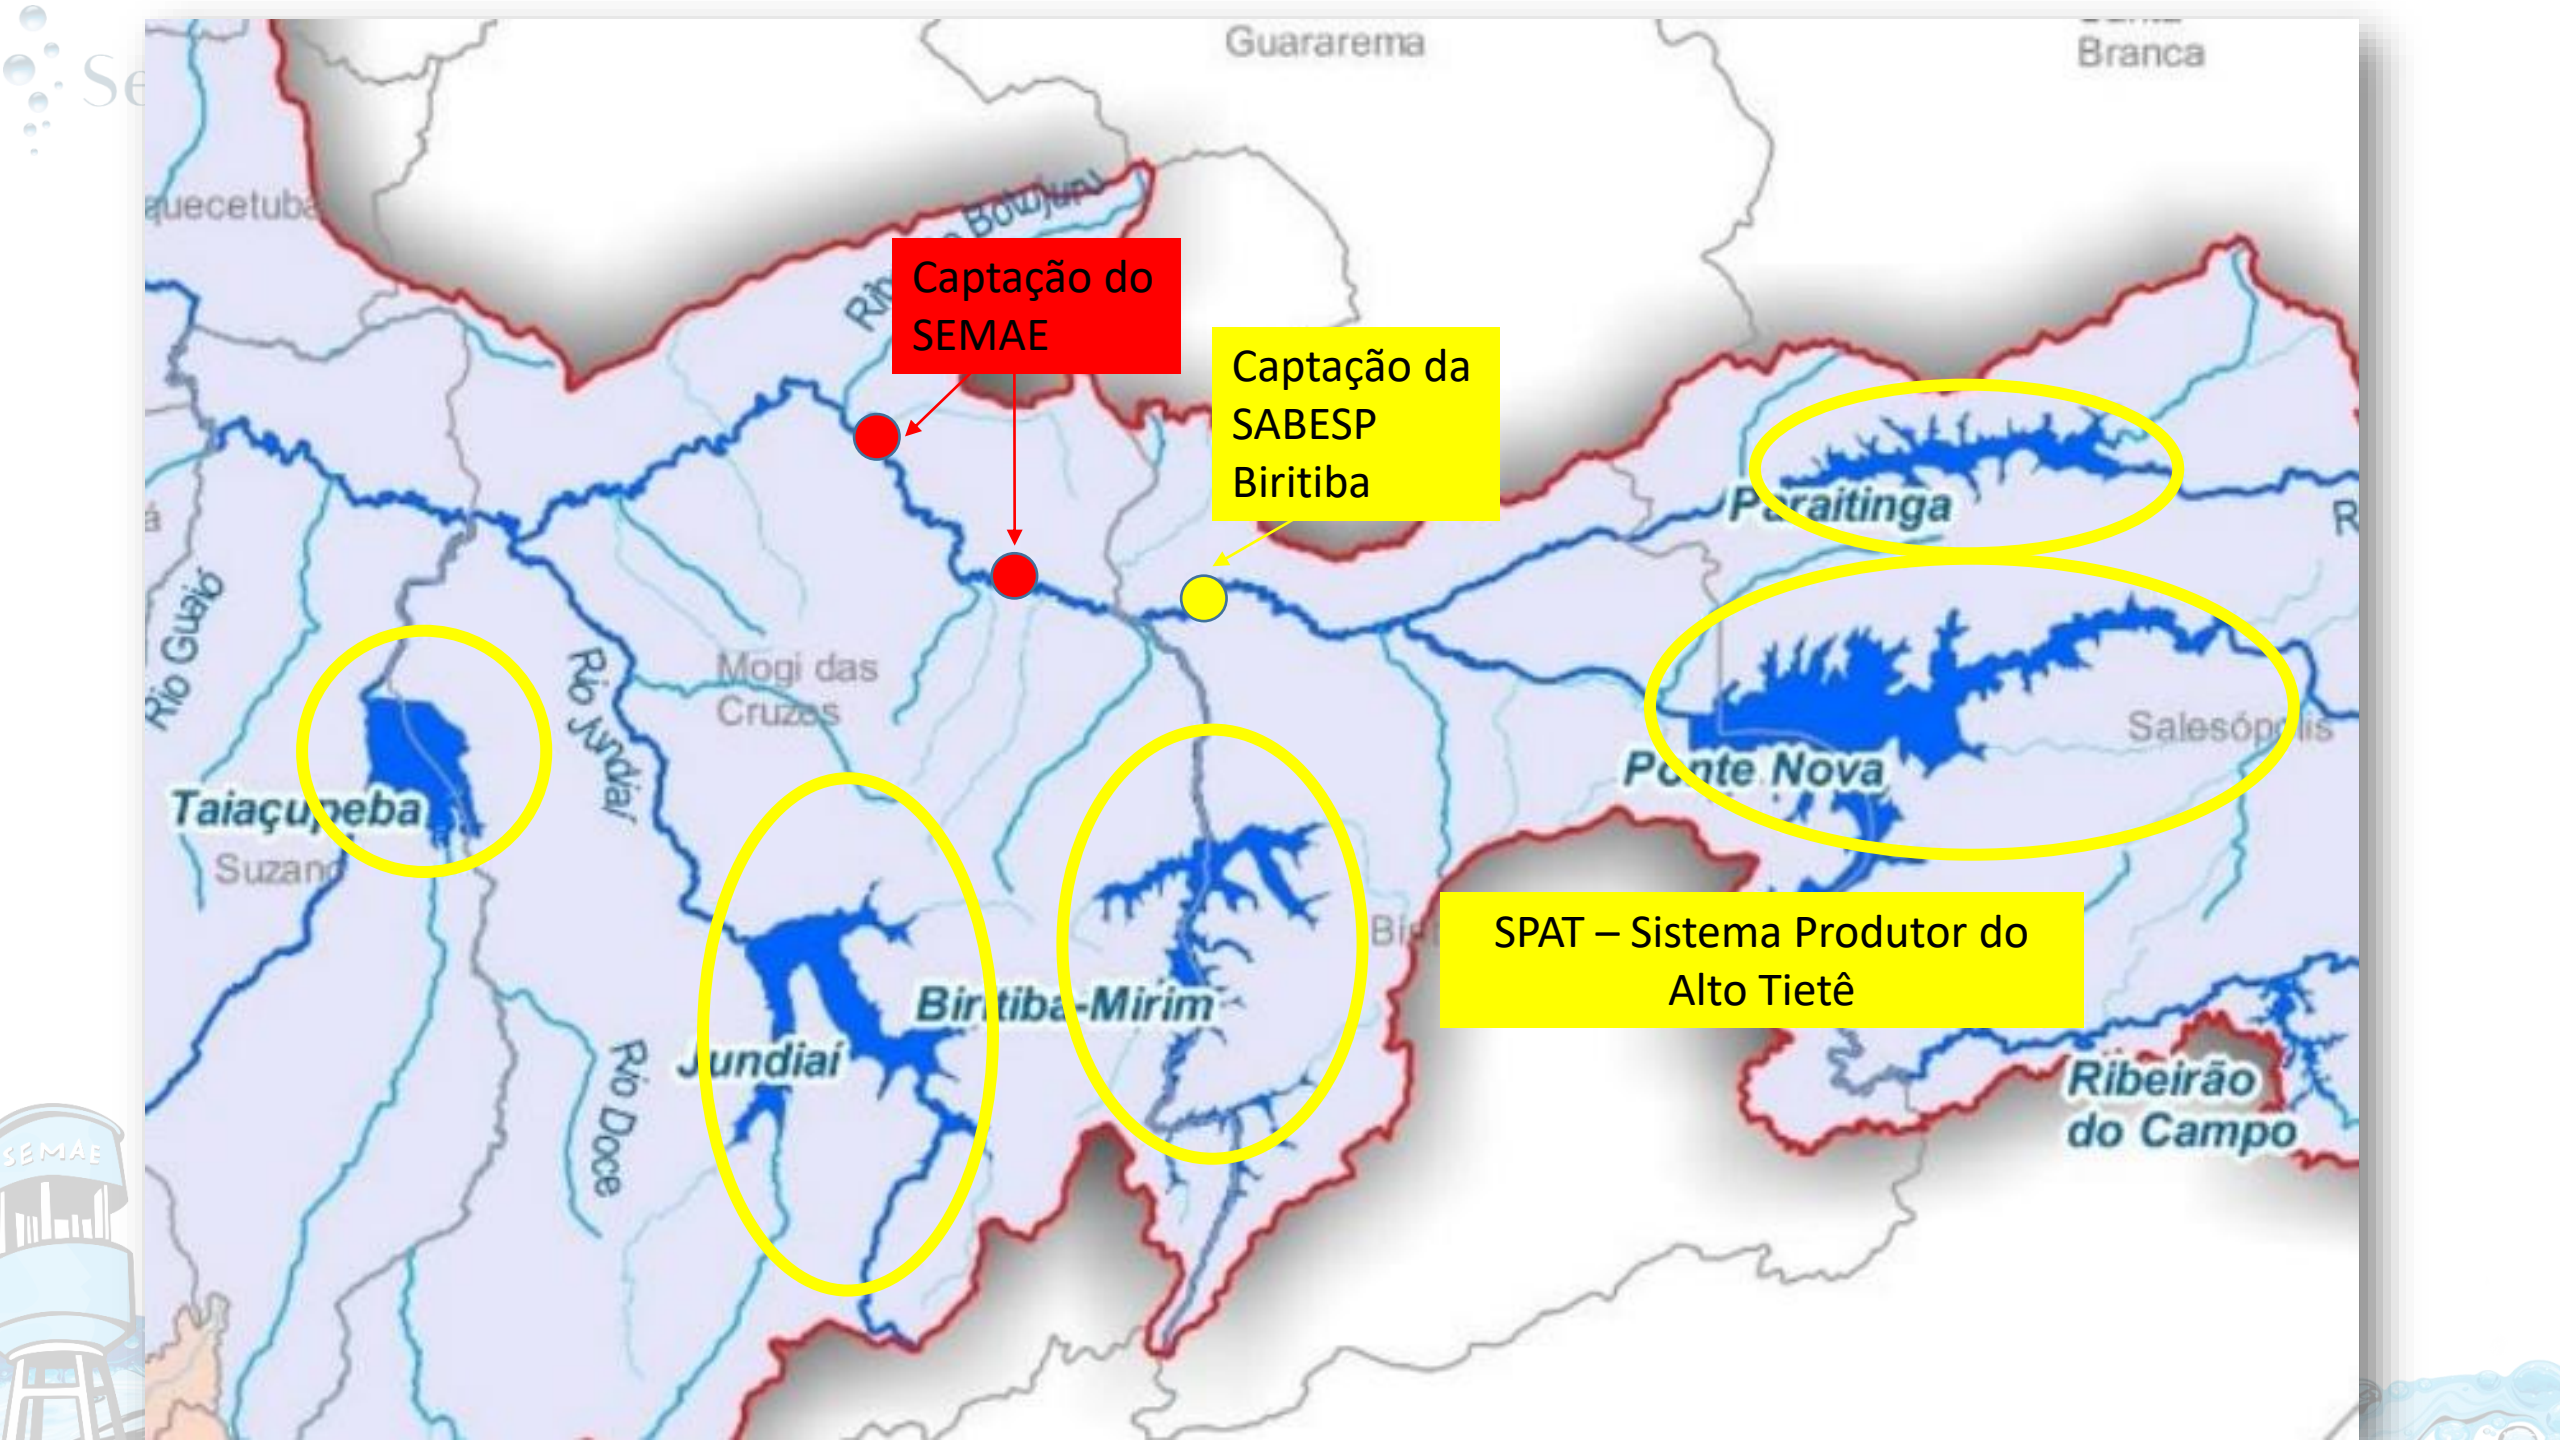 Guararema
Branca
quecetuba
Botujuru
Captação do
SEMAE
Captação da
SABESP
Biritiba
Paraitinga
Rio Guaió
Mogi das
Cruzes
Rio Jundiaí
Salesópolis
Ponte Nova
Taiaçupeba
Suzano
SPAT – Sistema Produtor do
Alto Tietê
Biritiba-Mirim
Jundiaí
Rio Doce
Ribeirão
do Campo
SEMAE